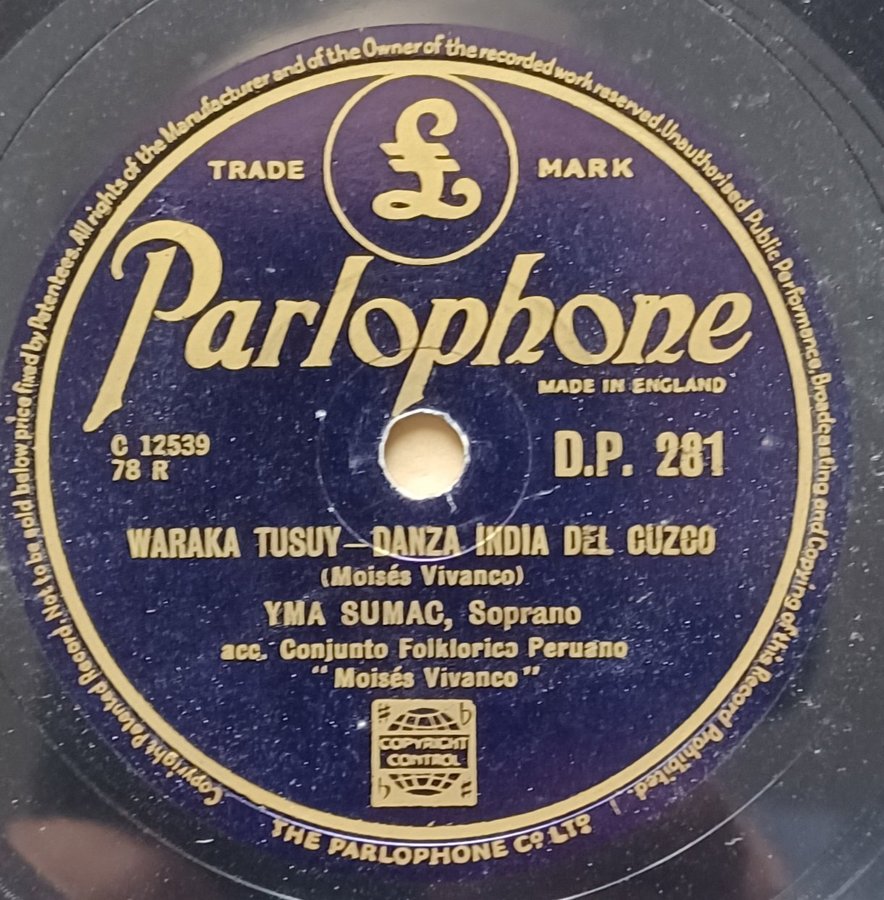 Copyright Patented Record. Not to be sold below price fixed by Patentees. All rights of the Manufacturer and of the Owner of the recorded work reserved. Unauthorised Public Performance, Broadcasting and Copying of this Record Prohibited.
£
TRADE MARK
Parlophone
MADE IN ENGLAND
C 12539
78 R
D.P. 281
WARAKA TUSUY—DANZA ÍNDIA DEL CUZCO
(Moisés Vivanco)
YMA SUMAC, Soprano
acc. Conjunto Folklorico Peruano
"Moisés Vivanco"
♯ ♭
COPYRIGHT
CONTROL
♭ ♯
THE PARLOPHONE CO LTD